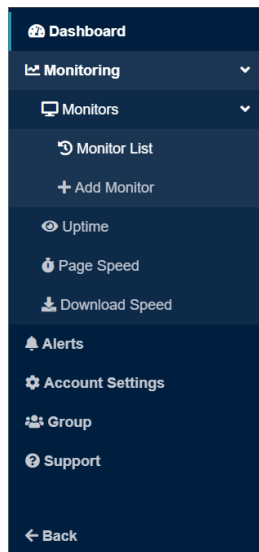 Dashboard
Monitoring
Monitors
Monitor List
Add Monitor
Uptime
Page Speed
Download Speed
Alerts
Account Settings
Group
Support
Back